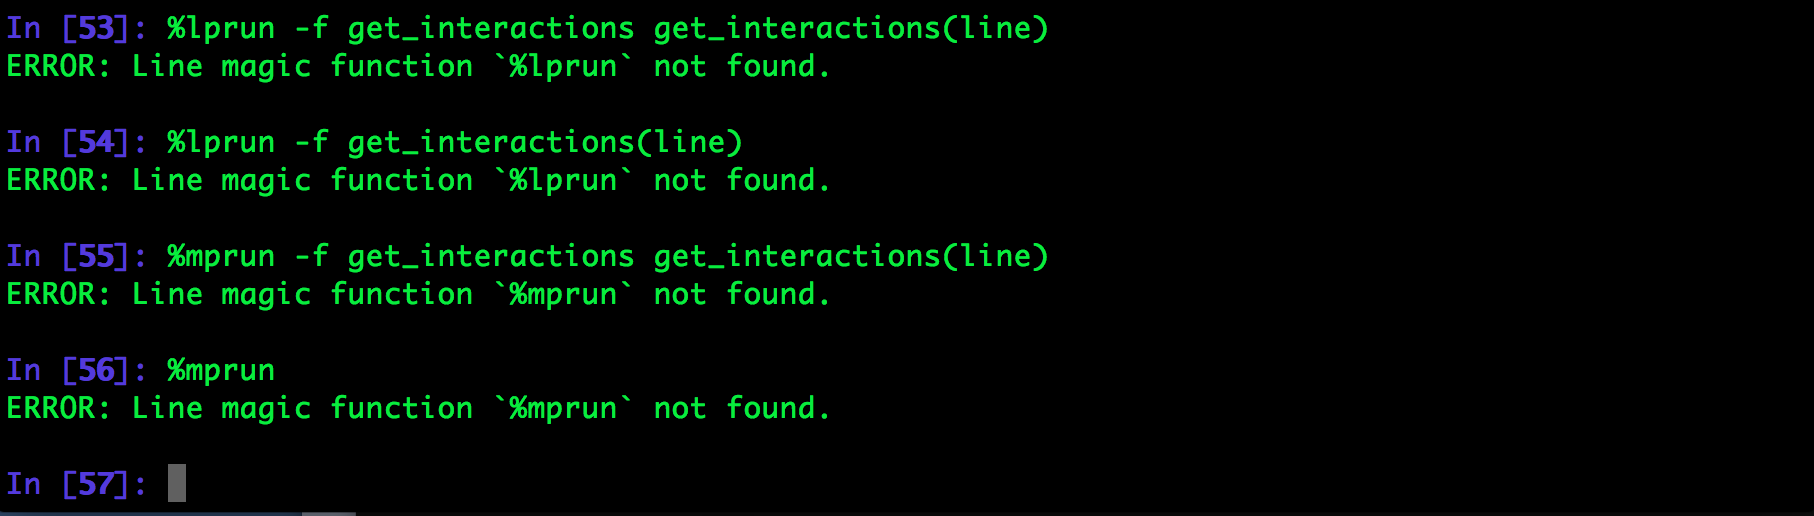 In [53]: %lprun -f get_interactions get_interactions(line)
ERROR: Line magic function `%lprun` not found.
In [54]: %lprun -f get_interactions(line)
ERROR: Line magic function `%lprun` not found.
In [55]: %mprun -f get_interactions get_interactions(line)
ERROR: Line magic function `%mprun` not found.
In [56]: %mprun
ERROR: Line magic function `%mprun` not found.
In [57]: